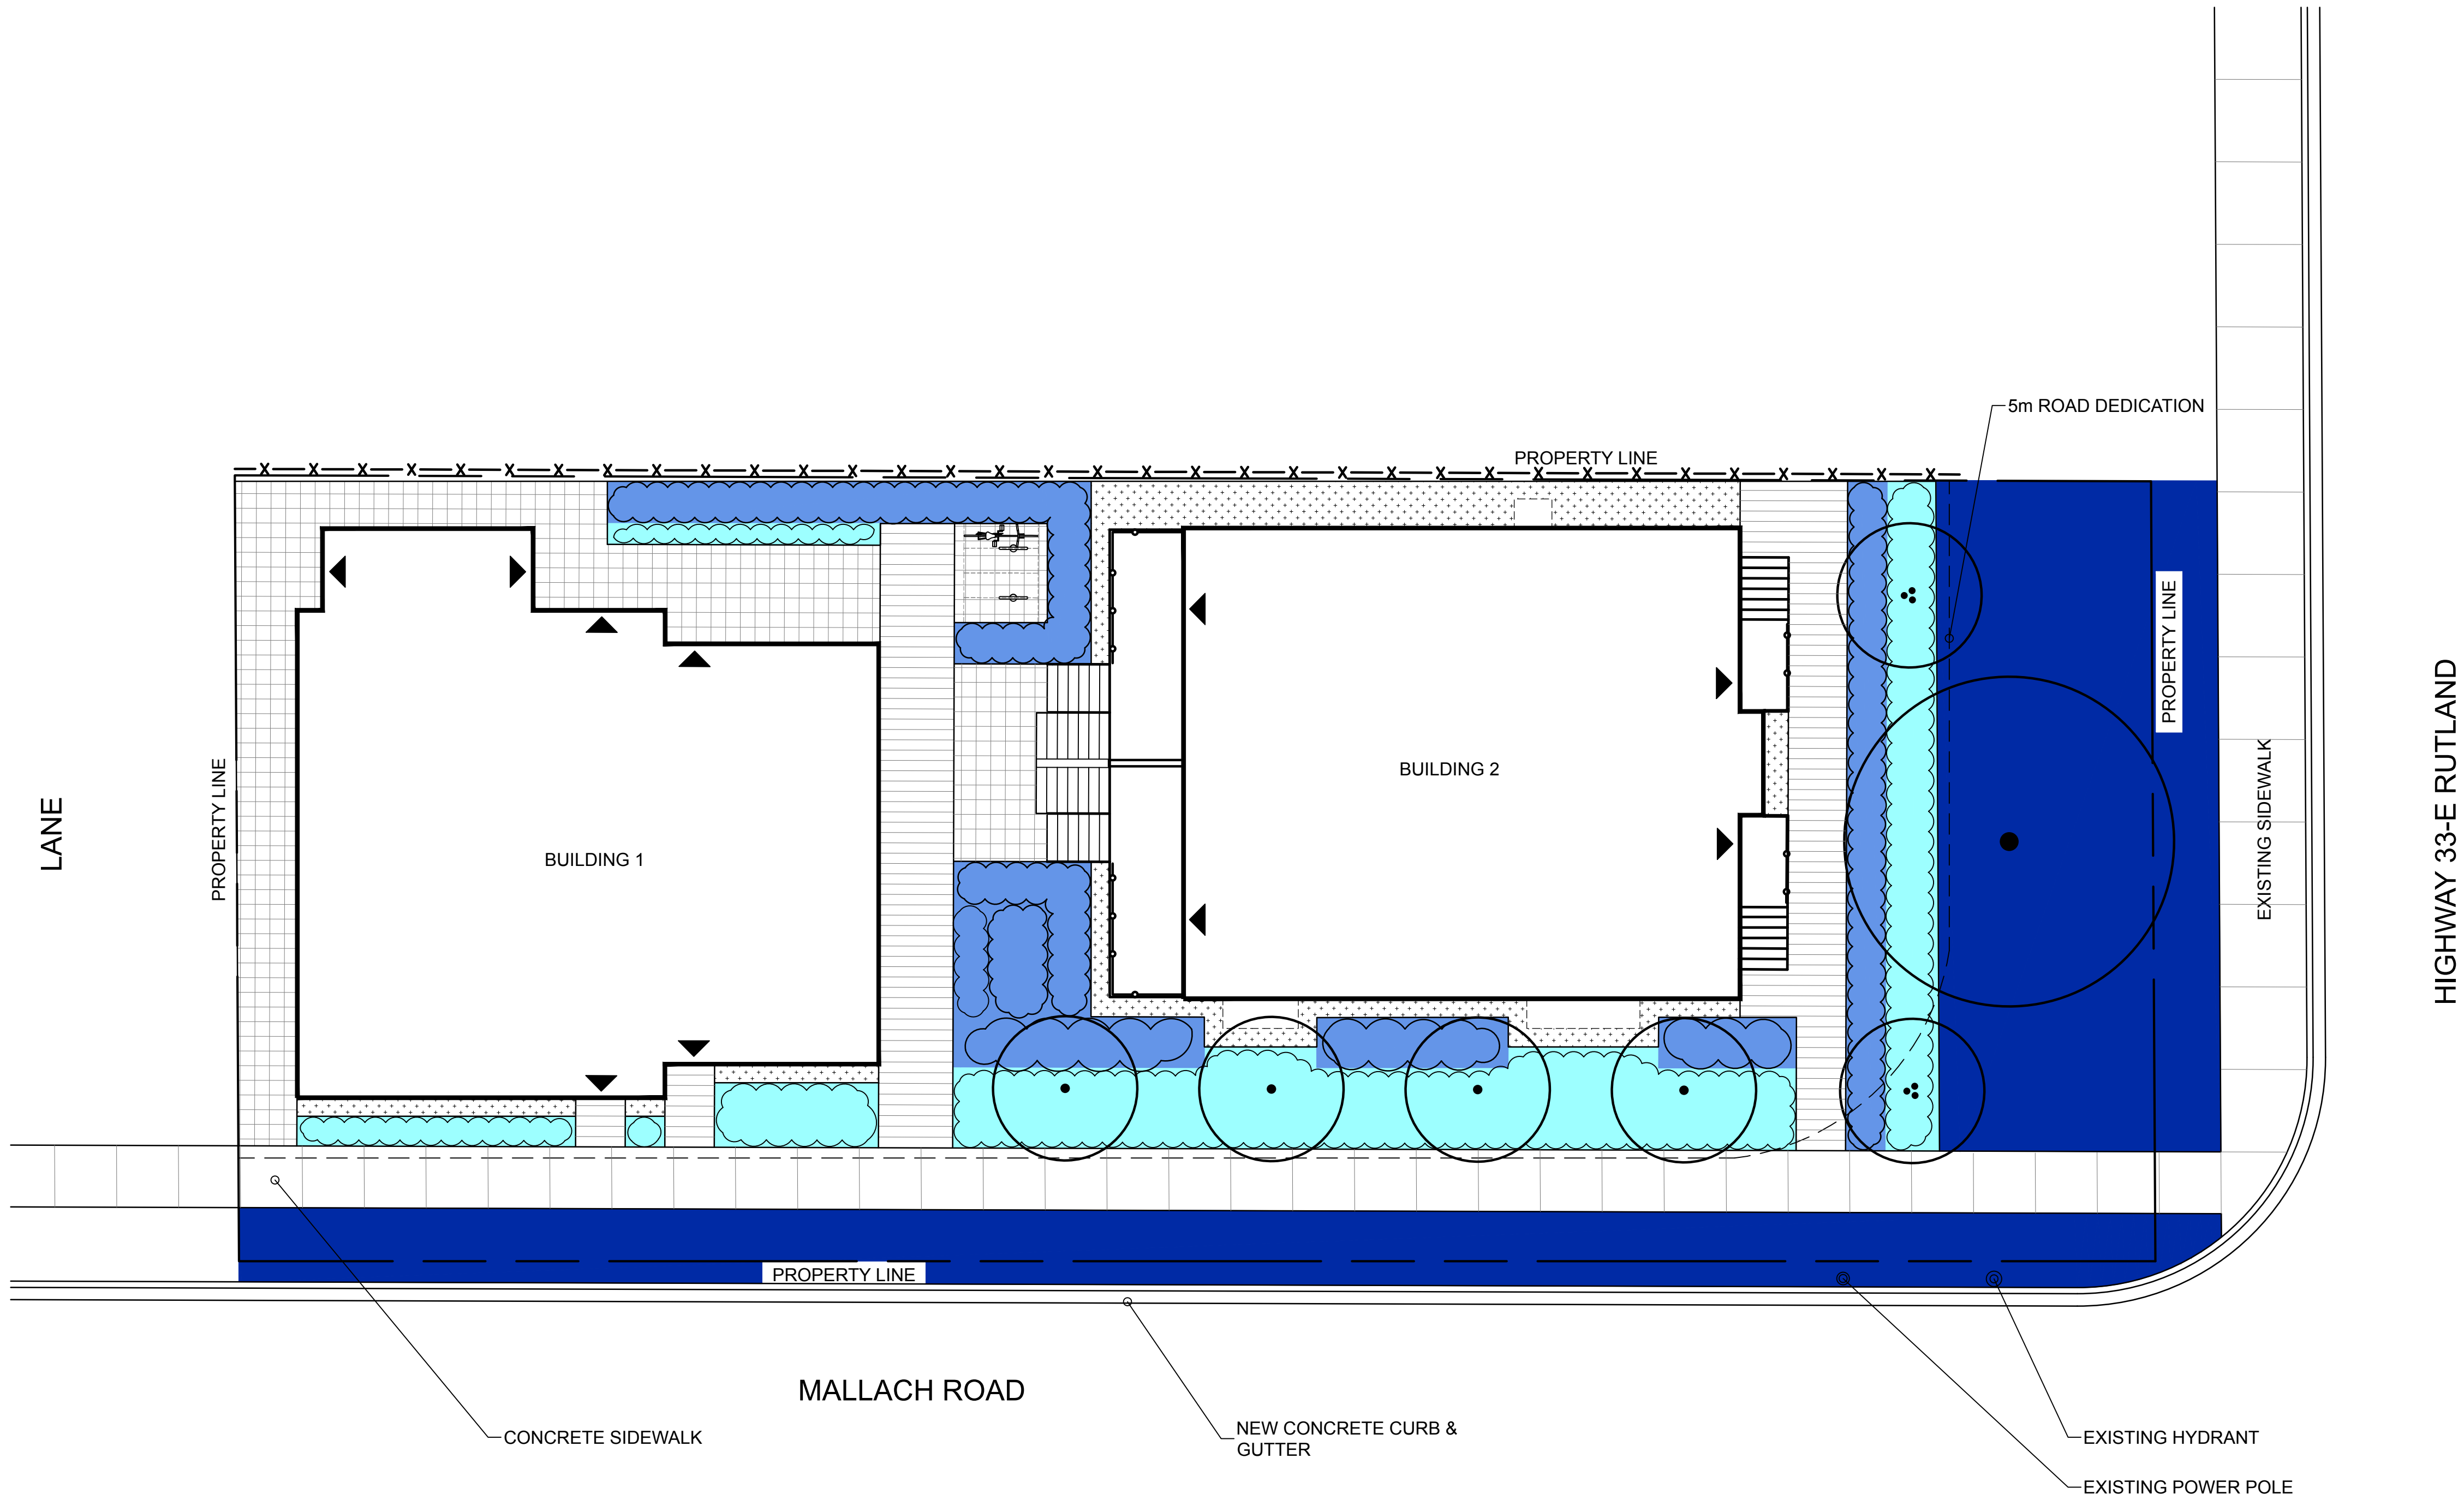 5m ROAD DEDICATION
PROPERTY LINE
PROPERTY LINE
HIGHWAY 33-E RUTLAND
EXISTING SIDEWALK
LANE
PROPERTY LINE
BUILDING 1
BUILDING 2
PROPERTY LINE
MALLACH ROAD
CONCRETE SIDEWALK
NEW CONCRETE CURB &
GUTTER
EXISTING HYDRANT
EXISTING POWER POLE